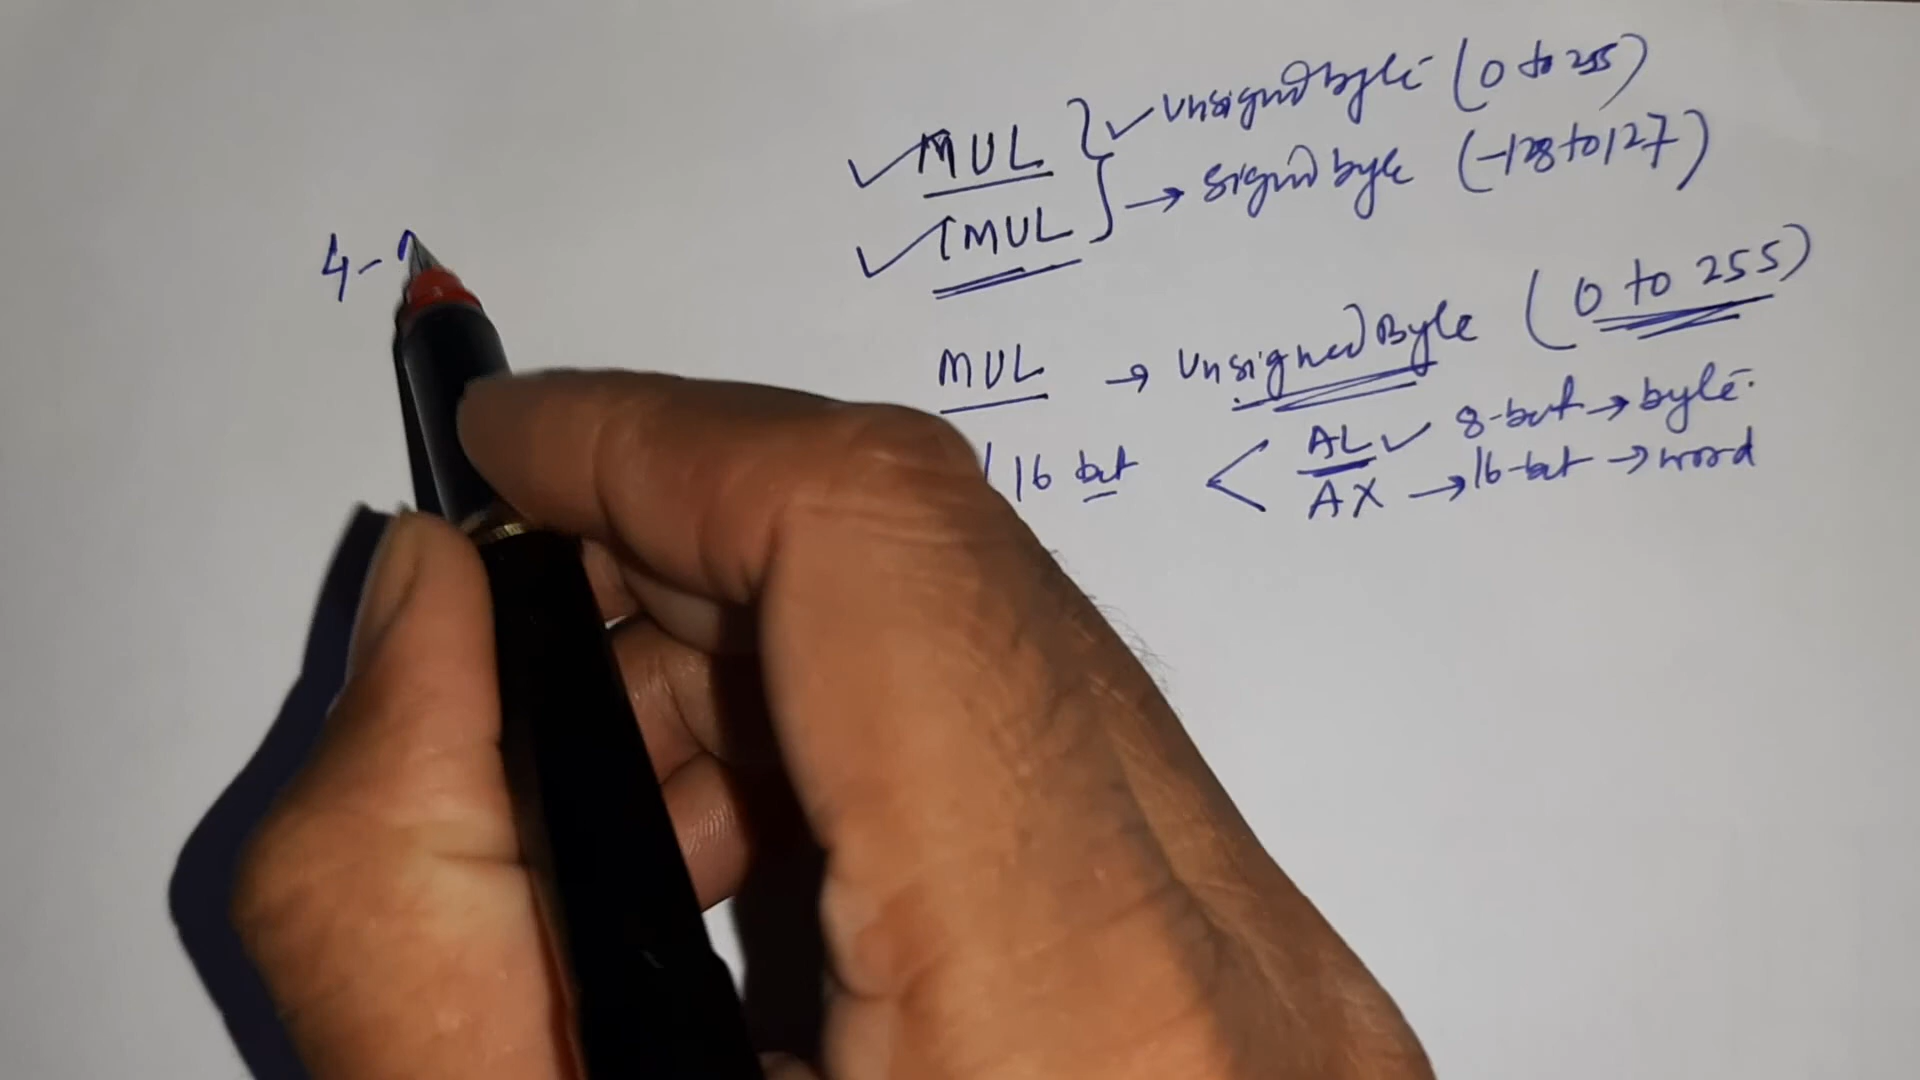 MUL } ✓ unsigned byte (0 to 255)
IMUL } → signed byte (-128 to 127)
4-
MUL → Unsigned Byte (0 to 255)
16 bit < AL ✓ 8-bit → byte.
AX → 16-bit → word